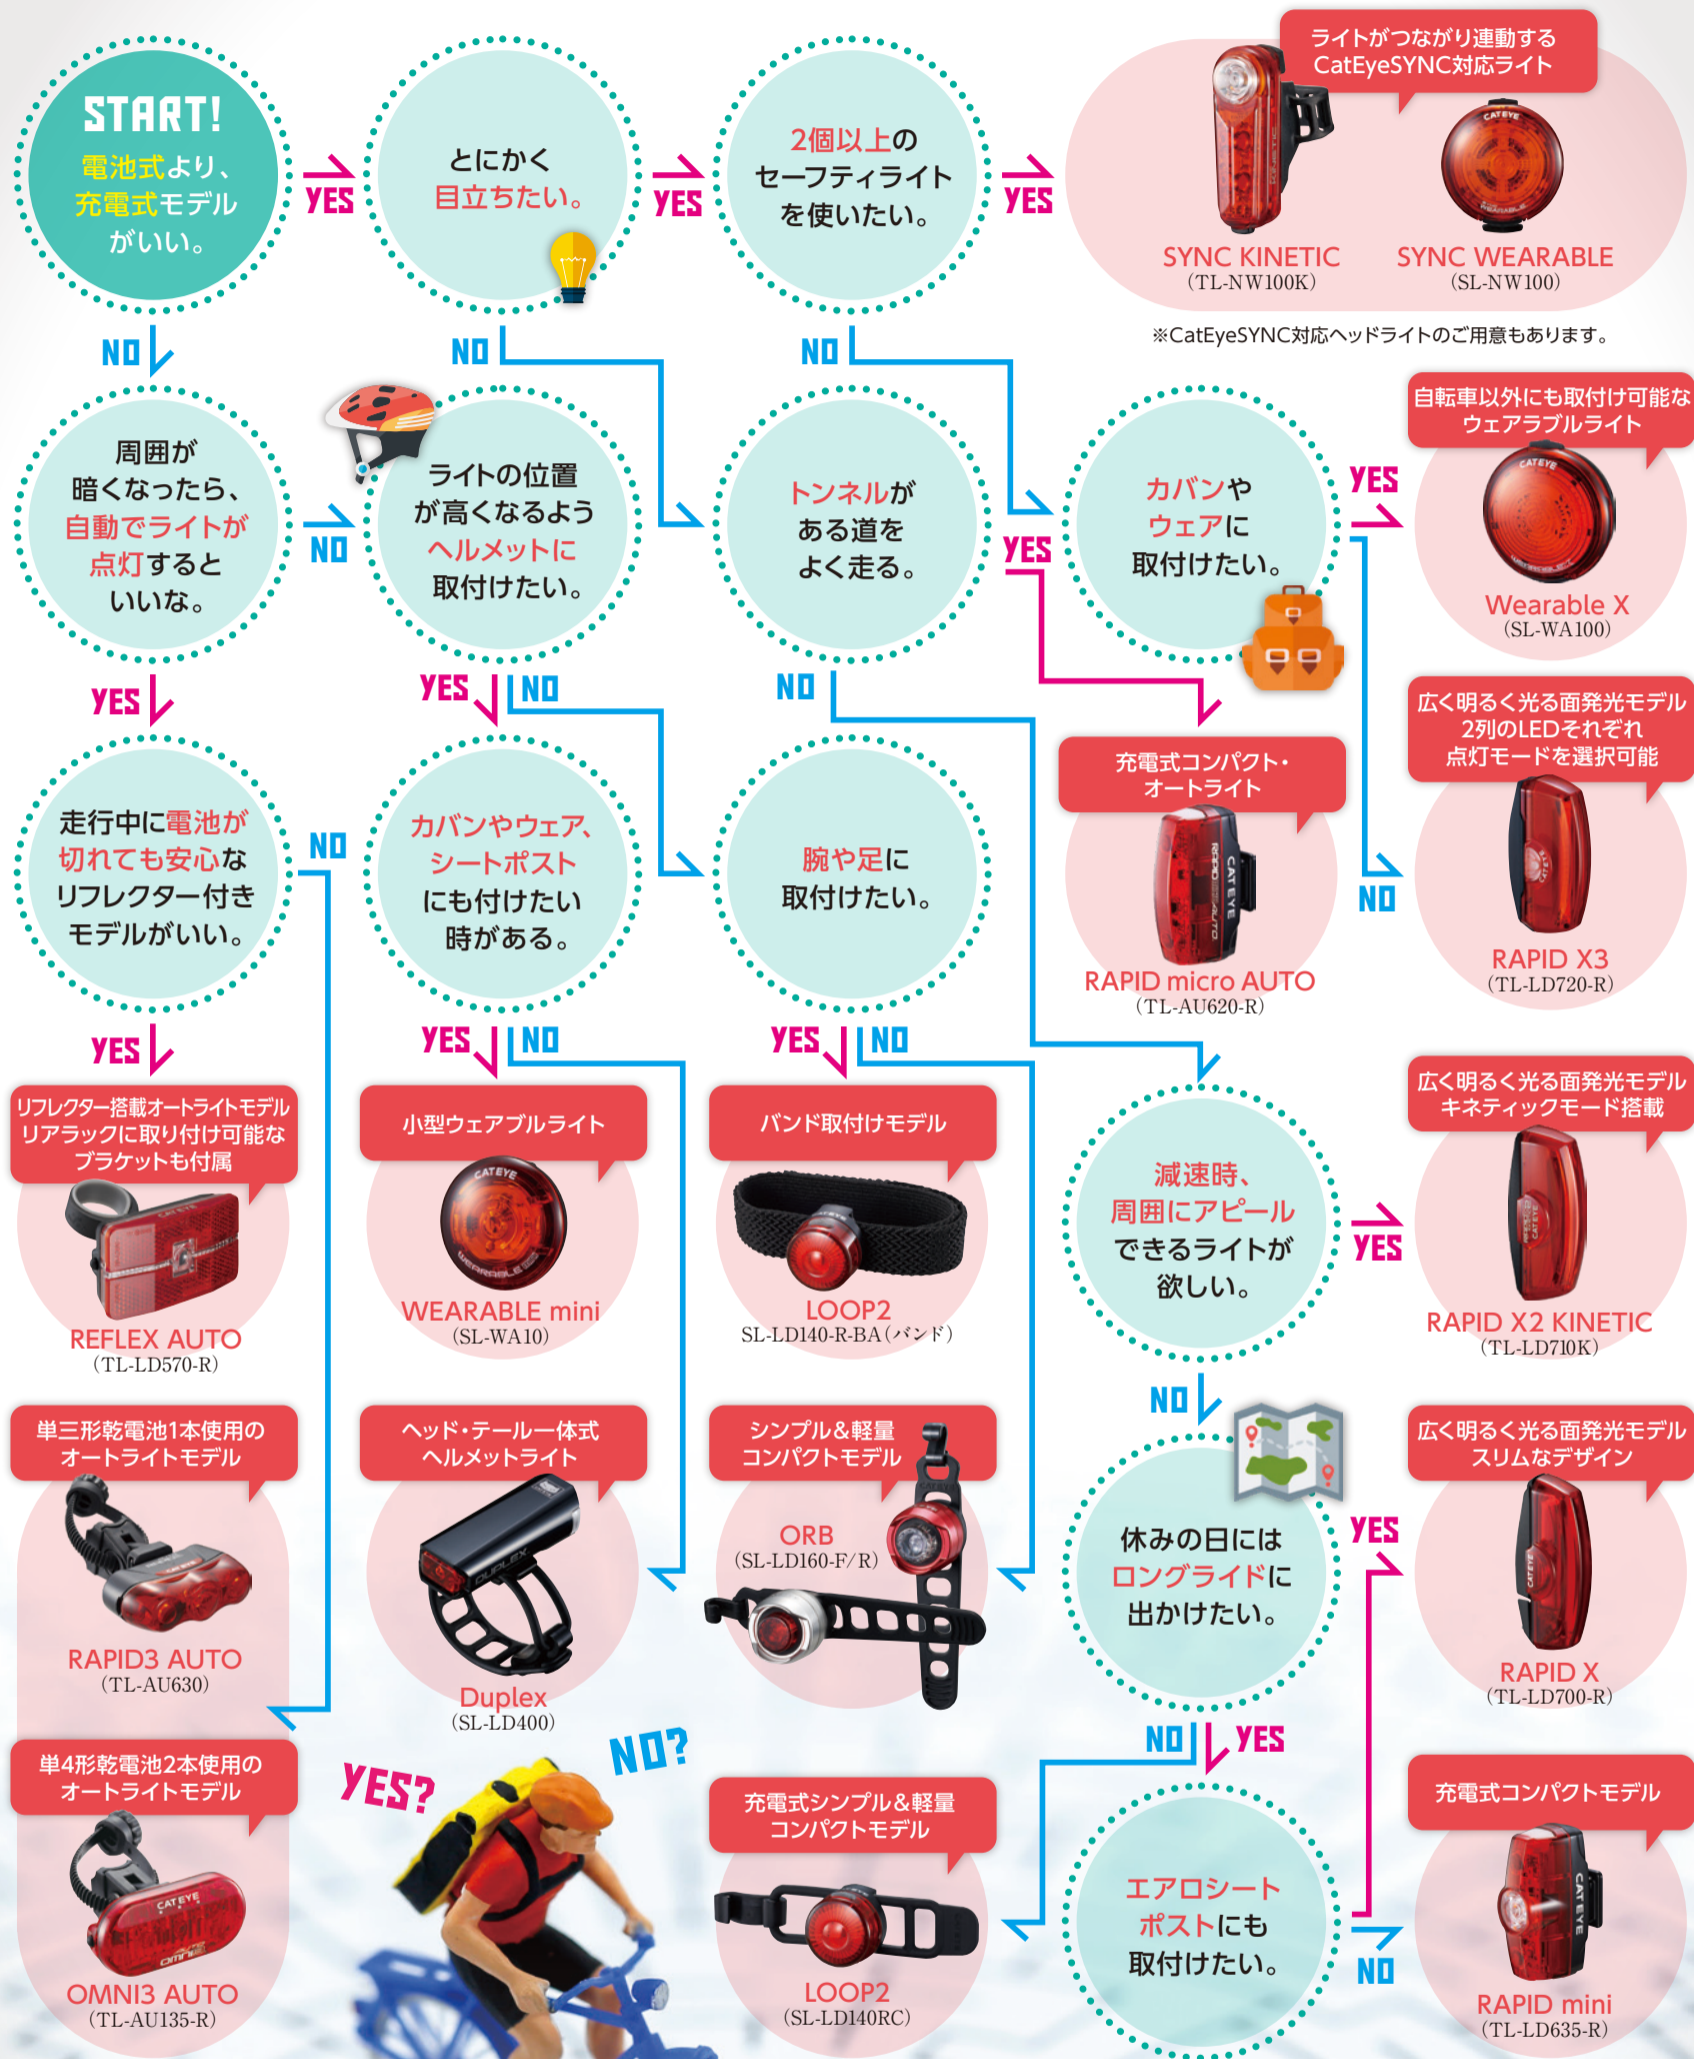 START!
電池式より、
充電式モデル
がいい。
YES
とにかく
目立ちたい。
YES
2個以上の
セーフティライト
を使いたい。
YES
ライトがつながり連動する
CatEyeSYNC対応ライト
SYNC KINETIC
(TL-NW100K)
SYNC WEARABLE
(SL-NW100)
※CatEyeSYNC対応ヘッドライトのご用意もあります。
NO
NO
NO
周囲が
暗くなったら、
自動でライトが
点灯すると
いいな。
NO
ライトの位置
が高くなるよう
ヘルメットに
取付けたい。
トンネルが
ある道を
よく走る。
YES
カバンや
ウェアに
取付けたい。
YES
自転車以外にも取付け可能な
ウェアラブルライト
CATEYE
Wearable X
(SL-WA100)
YES
YES
NO
NO
広く明るく光る面発光モデル
2列のLEDそれぞれ
点灯モードを選択可能
NO
RAPID X3
(TL-LD720-R)
充電式コンパクト・
オートライト
CATEYE
RAPID micro AUTO
(TL-AU620-R)
走行中に電池が
切れても安心な
リフレクター付き
モデルがいい。
NO
カバンやウェア、
シートポスト
にも付けたい
時がある。
腕や足に
取付けたい。
YES
YES
NO
YES
NO
リフレクター搭載オートライトモデル
リアラックに取り付け可能な
ブラケットも付属
REFLEX AUTO
(TL-LD570-R)
小型ウェアブルライト
CATEYE
WEARABLE
WEARABLE mini
(SL-WA10)
バンド取付けモデル
LOOP2
SL-LD140-R-BA(バンド)
減速時、
周囲にアピール
できるライトが
欲しい。
YES
広く明るく光る面発光モデル
キネティックモード搭載
RAPID X2 KINETIC
(TL-LD710K)
NO
単三形乾電池1本使用の
オートライトモデル
RAPID3 AUTO
(TL-AU630)
ヘッド・テール一体式
ヘルメットライト
DUPLEX
Duplex
(SL-LD400)
シンプル&軽量
コンパクトモデル
ORB
(SL-LD160-F/R)
休みの日には
ロングライドに
出かけたい。
YES
広く明るく光る面発光モデル
スリムなデザイン
CATEYE
RAPID X
(TL-LD700-R)
NO
YES
単4形乾電池2本使用の
オートライトモデル
CATEYE
OMNI3 AUTO
(TL-AU135-R)
YES?
NO?
充電式シンプル&軽量
コンパクトモデル
LOOP2
(SL-LD140RC)
エアロシート
ポストにも
取付けたい。
NO
充電式コンパクトモデル
CATEYE
RAPID mini
(TL-LD635-R)